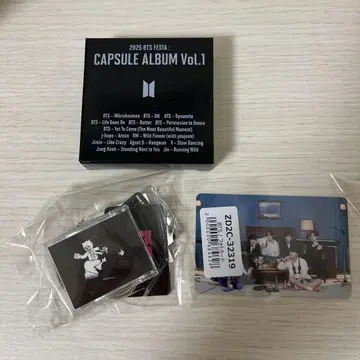 2025 BTS FESTA :
CAPSULE ALBUM Vol.1
BTS – Mikrokosmos BTS – ON BTS – Dynamite
BTS – Life Goes On BTS – Butter BTS – Permission to Dance
BTS – Yet To Come (The Most Beautiful Moment)
j-hope – Arson RM – Wild Flower (with youjeen)
Jimin – Like Crazy Agust D – Haegeum V – Slow Dancing
Jung Kook – Standing Next to You Jin – Running Wild
ZD2C-32319